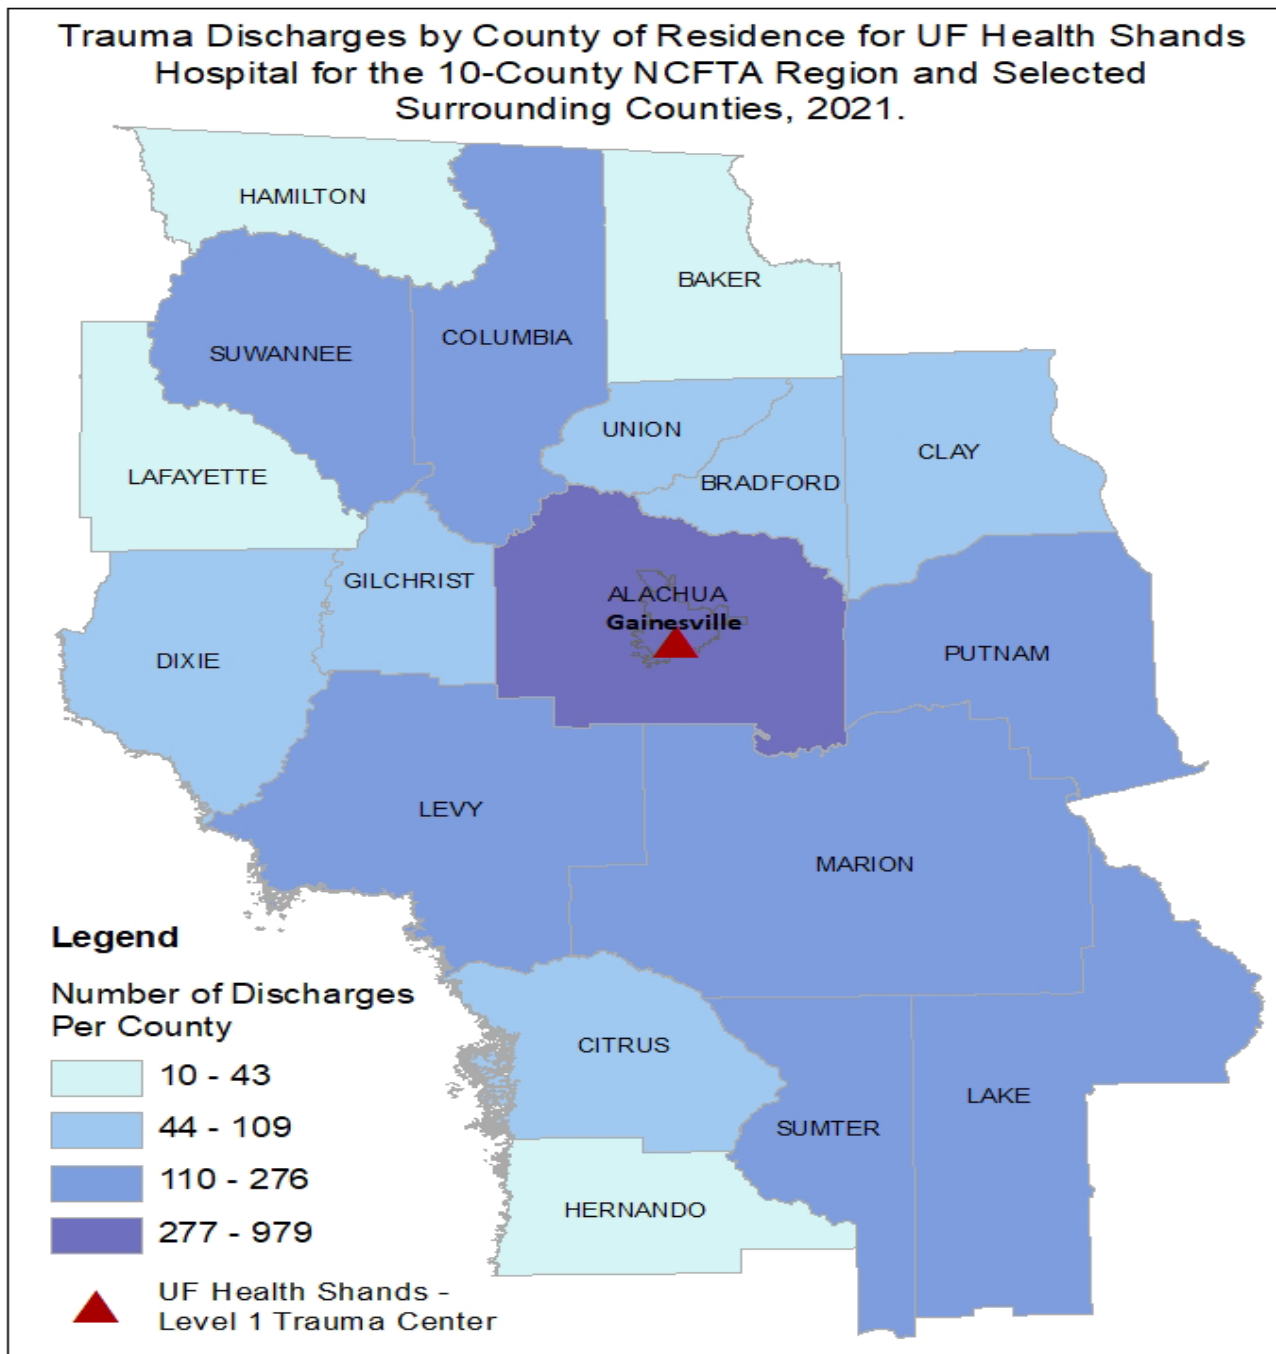 Trauma Discharges by County of Residence for UF Health Shands
Hospital for the 10-County NCFTA Region and Selected
Surrounding Counties, 2021.
HAMILTON
BAKER
COLUMBIA
SUWANNEE
UNION
CLAY
LAFAYETTE
BRADFORD
GILCHRIST
ALACHUA
Gainesville
PUTNAM
DIXIE
LEVY
MARION
CITRUS
LAKE
SUMTER
HERNANDO
Legend
Number of Discharges
Per County
10 - 43
44 - 109
110 - 276
277 - 979
UF Health Shands -
Level 1 Trauma Center